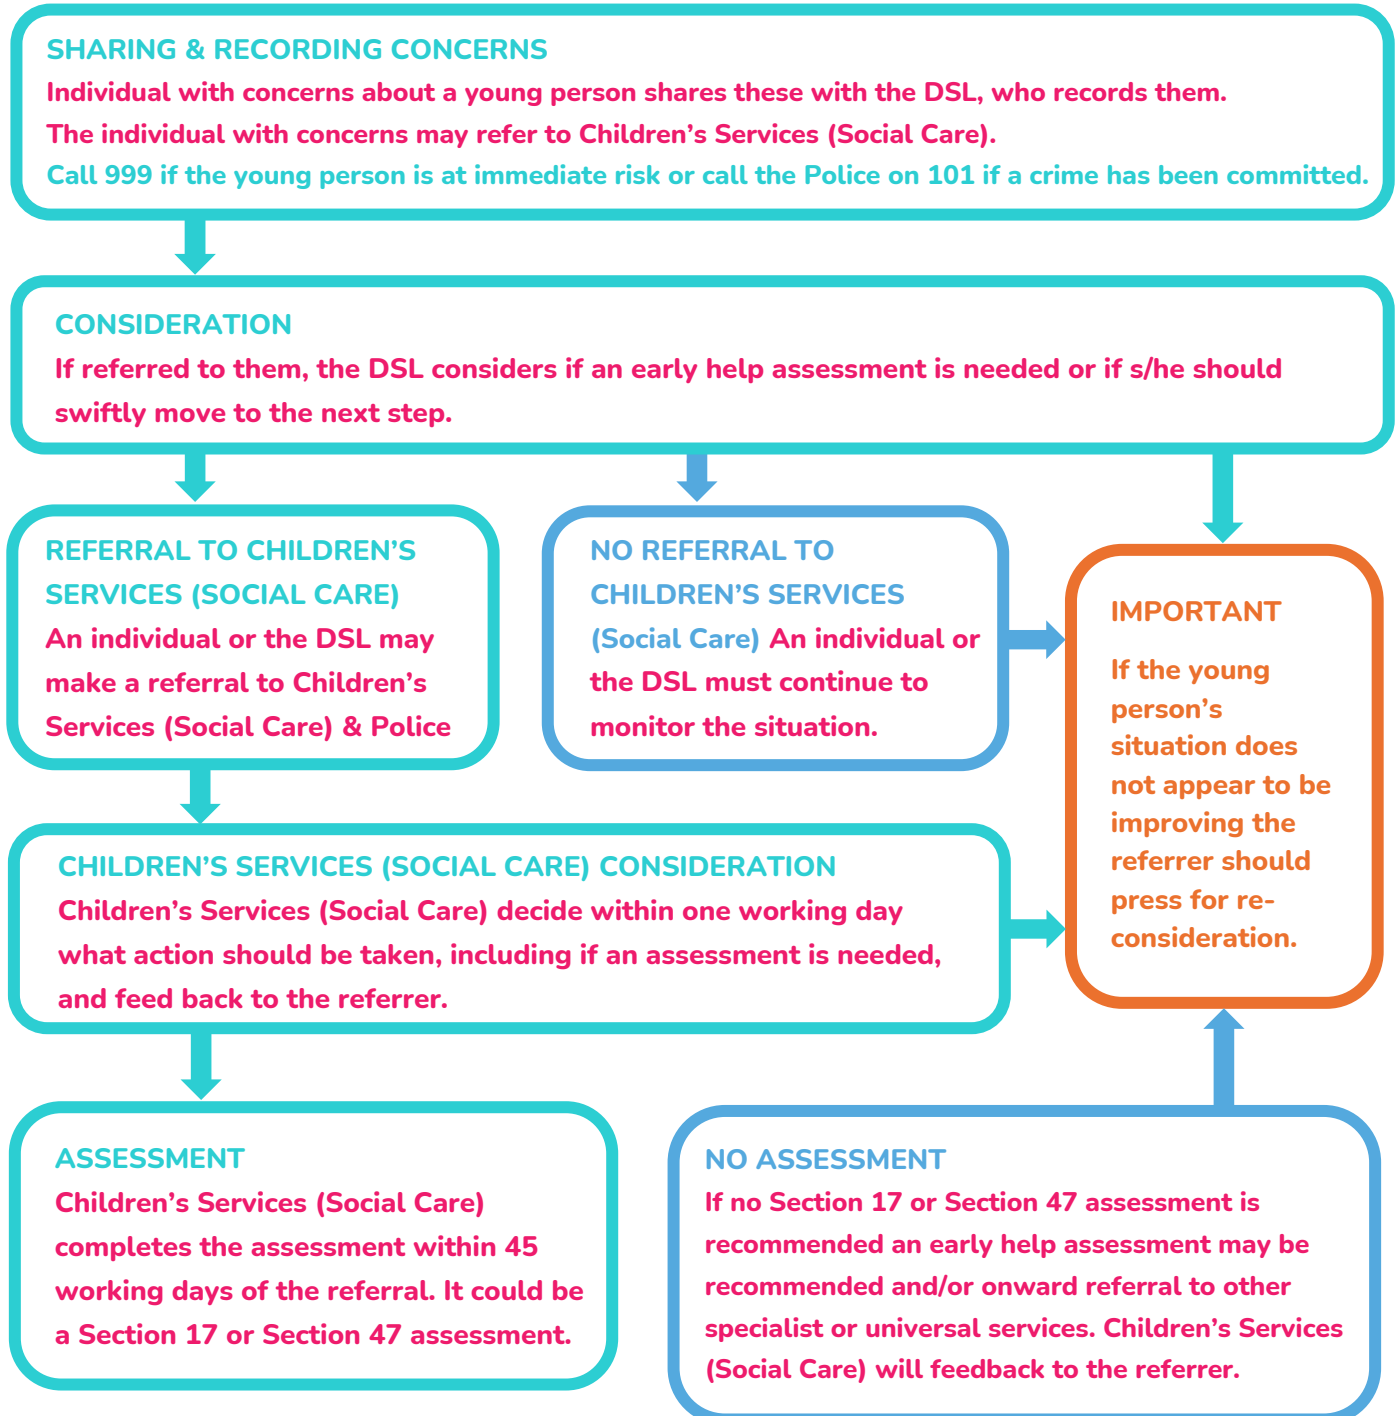 SHARING & RECORDING CONCERNS
Individual with concerns about a young person shares these with the DSL, who records them.
The individual with concerns may refer to Children’s Services (Social Care).
Call 999 if the young person is at immediate risk or call the Police on 101 if a crime has been committed.
CONSIDERATION
If referred to them, the DSL considers if an early help assessment is needed or if s/he should
swiftly move to the next step.
REFERRAL TO CHILDREN’S
SERVICES (SOCIAL CARE)
An individual or the DSL may
make a referral to Children’s
Services (Social Care) & Police
NO REFERRAL TO
CHILDREN’S SERVICES
(Social Care) An individual or
the DSL must continue to
monitor the situation.
IMPORTANT
If the young
person’s
situation does
not appear to be
improving the
referrer should
press for re-
consideration.
CHILDREN’S SERVICES (SOCIAL CARE) CONSIDERATION
Children’s Services (Social Care) decide within one working day
what action should be taken, including if an assessment is needed,
and feed back to the referrer.
ASSESSMENT
Children’s Services (Social Care)
completes the assessment within 45
working days of the referral. It could be
a Section 17 or Section 47 assessment.
NO ASSESSMENT
If no Section 17 or Section 47 assessment is
recommended an early help assessment may be
recommended and/or onward referral to other
specialist or universal services. Children’s Services
(Social Care) will feedback to the referrer.